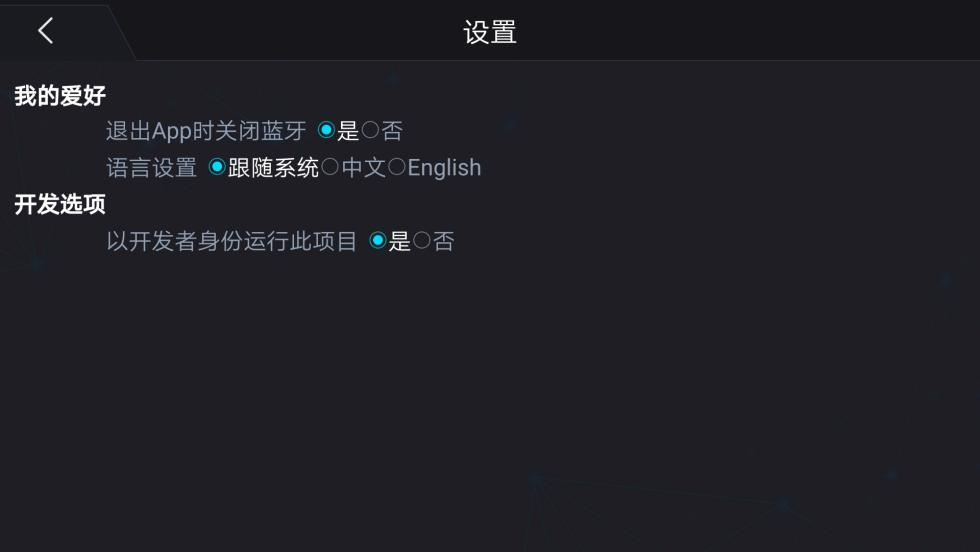 设置
我的爱好
退出App时关闭蓝牙 是 否
语言设置 跟随系统 中文 English
开发选项
以开发者身份运行此项目 是 否